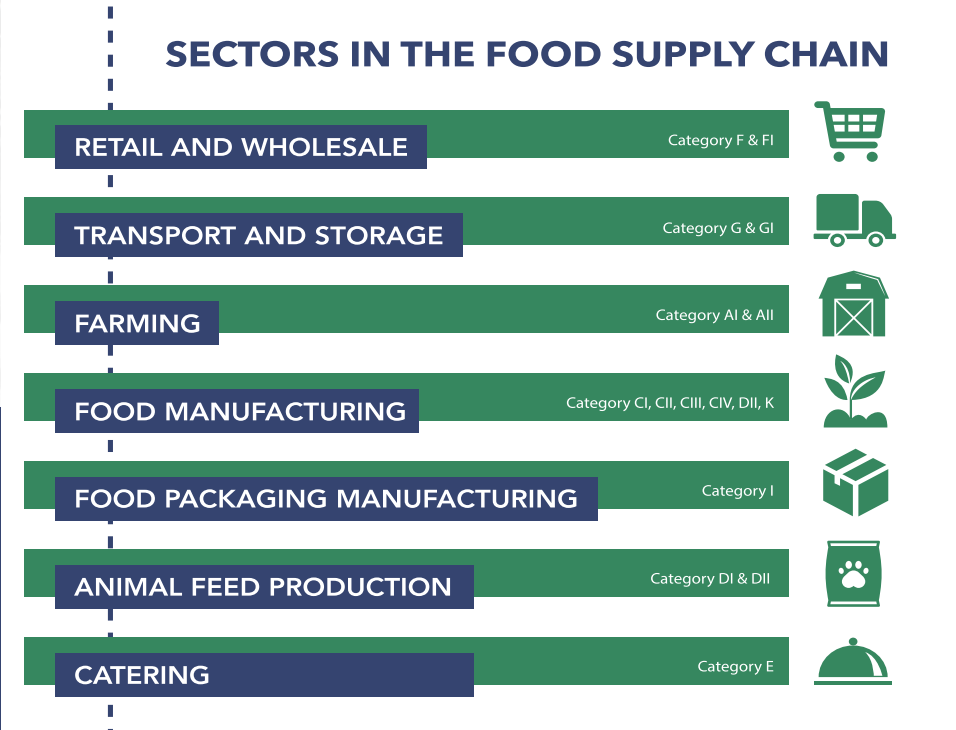 SECTORS IN THE FOOD SUPPLY CHAIN
RETAIL AND WHOLESALE
Category F & FI
TRANSPORT AND STORAGE
Category G & GI
FARMING
Category AI & AII
FOOD MANUFACTURING
Category CI, CII, CIII, CIV, DII, K
FOOD PACKAGING MANUFACTURING
Category I
ANIMAL FEED PRODUCTION
Category DI & DII
CATERING
Category E